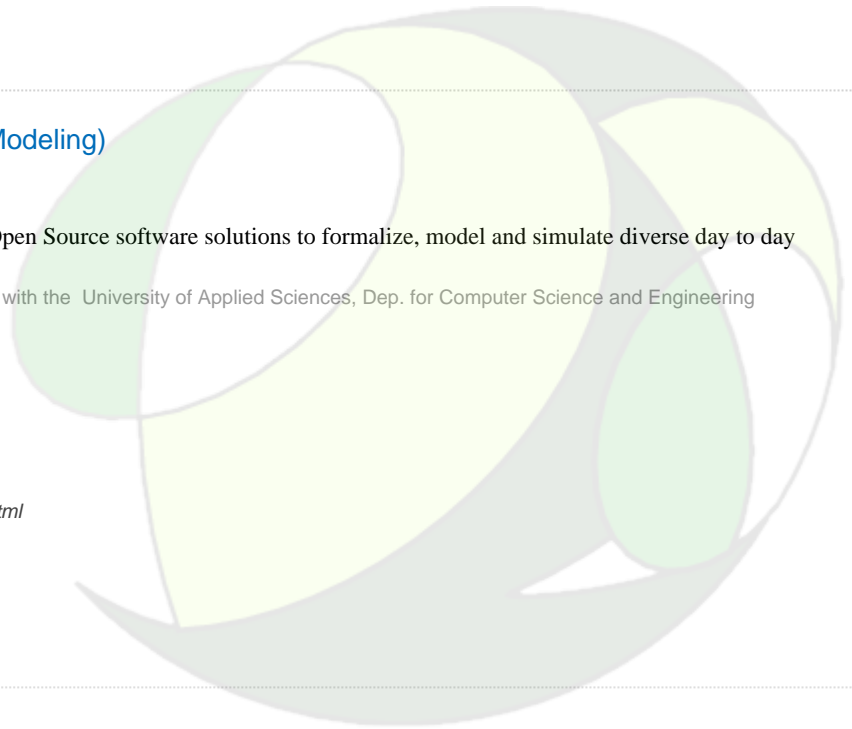 Modeling)
Open Source software solutions to formalize, model and simulate diverse day to day
with the University of Applied Sciences, Dep. for Computer Science and Engineering
tml